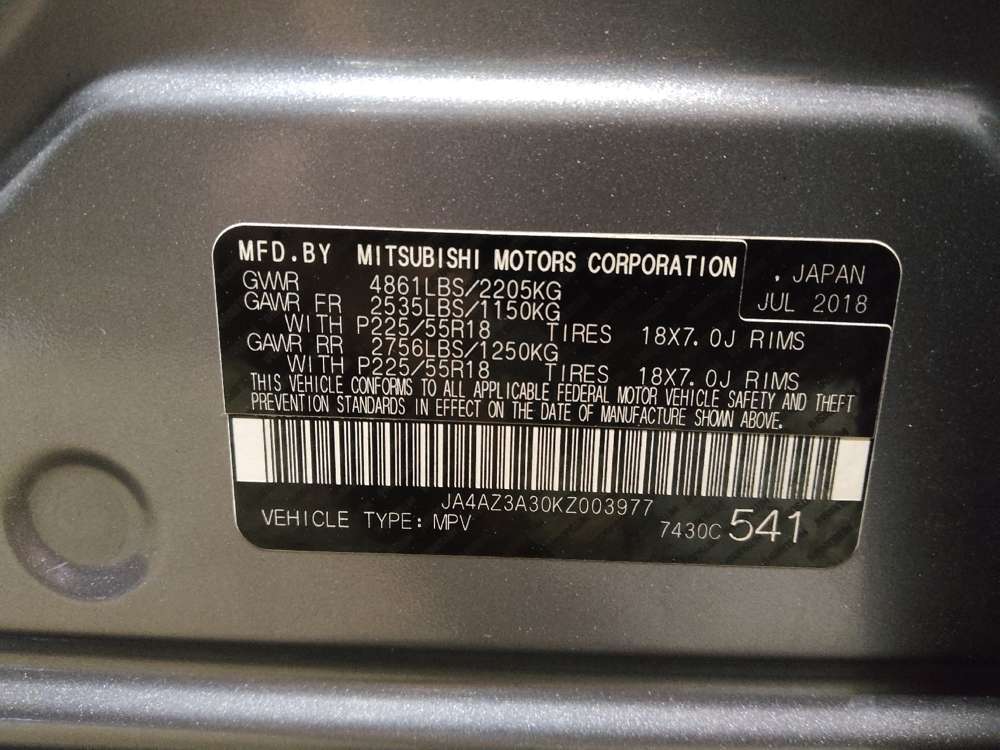 MFD.BY MITSUBISHI MOTORS CORPORATION
. JAPAN
JUL 2018
GVWR 4861LBS/2205KG
GAWR FR 2535LBS/1150KG
WITH P225/55R18 TIRES 18X7.0J RIMS
GAWR RR 2756LBS/1250KG
WITH P225/55R18 TIRES 18X7.0J RIMS
THIS VEHICLE CONFORMS TO ALL APPLICABLE FEDERAL MOTOR VEHICLE SAFETY AND THEFT
PREVENTION STANDARDS IN EFFECT ON THE DATE OF MANUFACTURE SHOWN ABOVE.
JA4AZ3A30KZ003977
VEHICLE TYPE: MPV 7430C 541